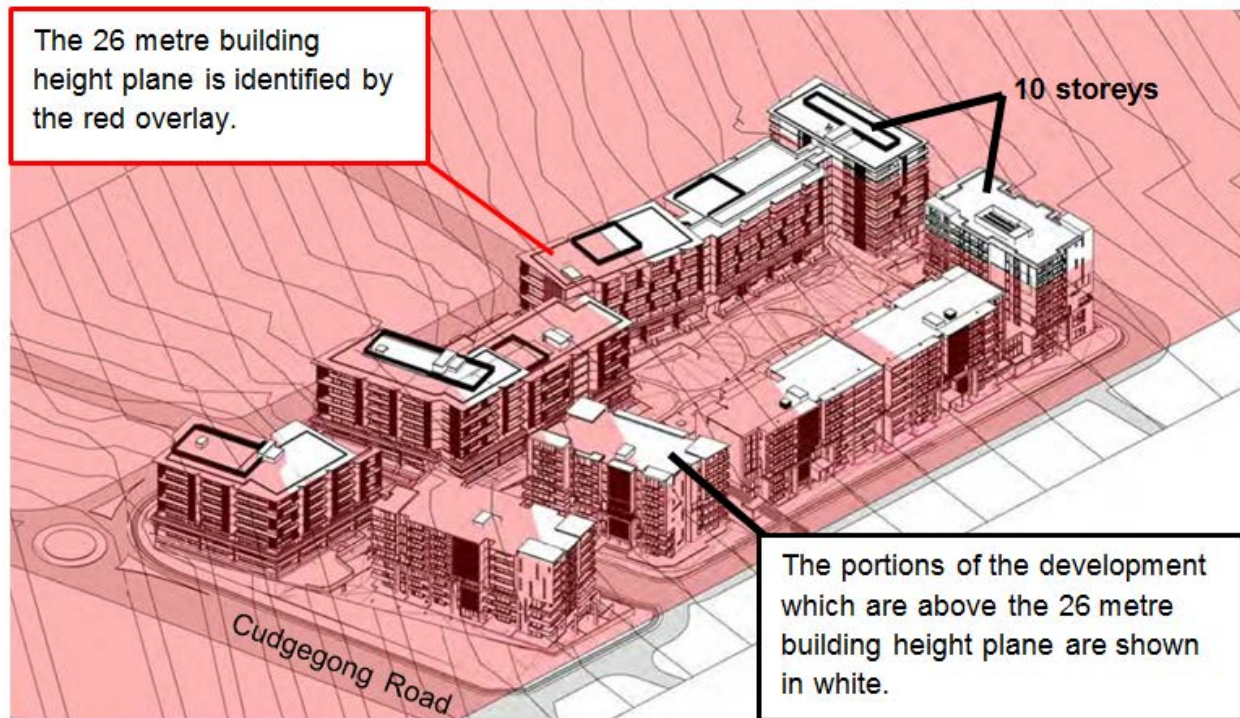 The 26 metre building
height plane is identified by
the red overlay.
10 storeys
Cudgegong Road
The portions of the development
which are above the 26 metre
building height plane are shown
in white.